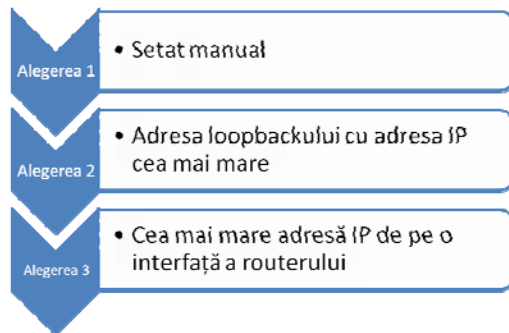 Alegerea 1
• Setat manual
Alegerea 2
• Adresa loopbackului cu adresa IP
cea mai mare
Alegerea 3
• Cea mai mare adresă IP de pe o
interfață a routerului